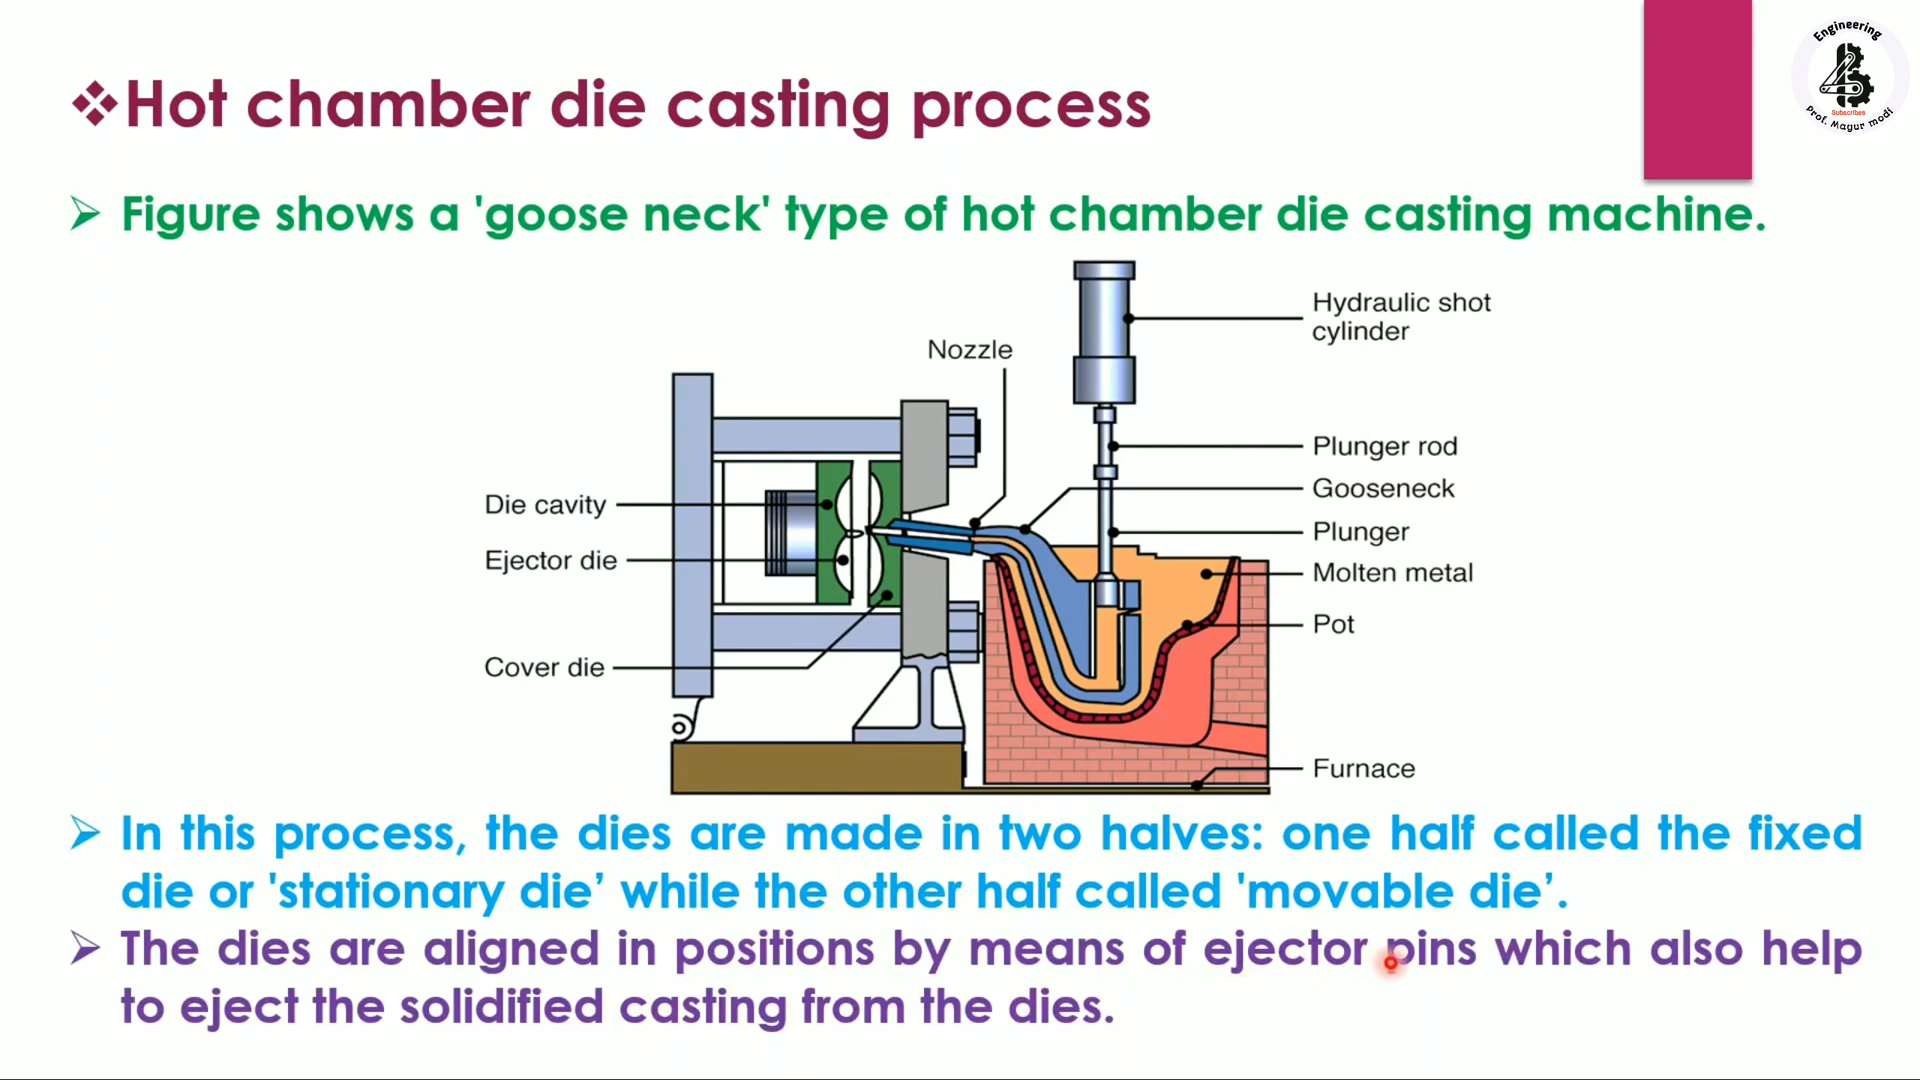 Engineering
Subscribes
Prof. Mayur modi
❖Hot chamber die casting process
➢ Figure shows a 'goose neck' type of hot chamber die casting machine.
Hydraulic shot
cylinder
Nozzle
Plunger rod
Gooseneck
Die cavity
Plunger
Ejector die
Molten metal
Pot
Cover die
Furnace
➢ In this process, the dies are made in two halves: one half called the fixed
die or 'stationary die’ while the other half called 'movable die’.
➢ The dies are aligned in positions by means of ejector pins which also help
to eject the solidified casting from the dies.